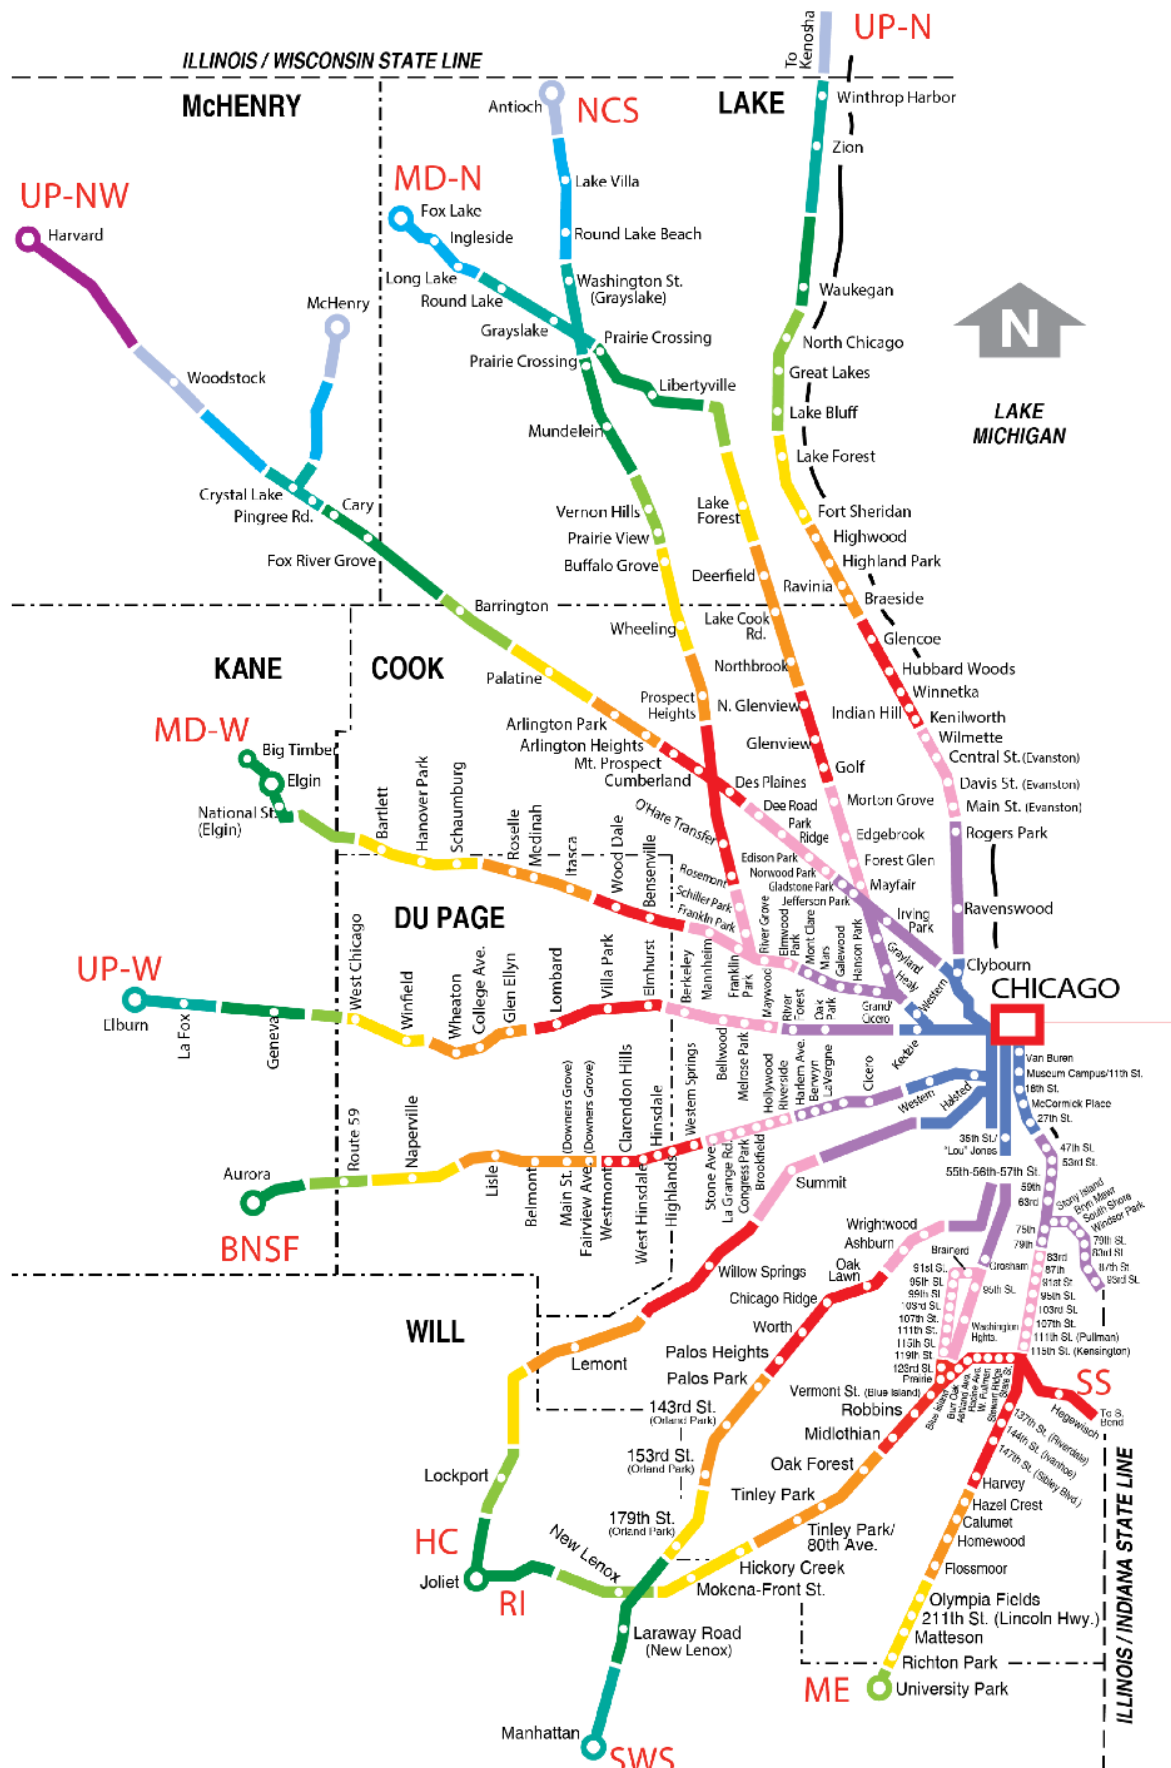 To
Kenosha
UP-N
ILLINOIS / WISCONSIN STATE LINE
McHENRY
LAKE
Antioch
NCS
Winthrop Harbor
Zion
MD-N
Lake Villa
UP-NW
Fox Lake
Harvard
Ingleside
Round Lake Beach
Long Lake
Washington St.
(Grayslake)
Waukegan
McHenry
Round Lake
Grayslake
Prairie Crossing
North Chicago
N
Prairie Crossing
Great Lakes
Woodstock
Libertyville
Lake Bluff
LAKE
MICHIGAN
Mundelein
Lake Forest
Crystal Lake
Cary
Pingree Rd.
Vernon Hills
Lake
Forest
Fort Sheridan
Prairie View
Highwood
Fox River Grove
Buffalo Grove
Highland Park
Deerfield
Ravinia
Braeside
Barrington
Lake Cook
Rd.
Wheeling
Glencoe
KANE
COOK
Northbrook
Hubbard Woods
Palatine
Winnetka
Prospect
Heights
N. Glenview
Indian Hill
Kenilworth
MD-W
Arlington Park
Wilmette
Big Timber
Arlington Heights
Glenview
Central St. (Evanston)
Mt. Prospect
Golf
Elgin
Cumberland
Des Plaines
Davis St. (Evanston)
National St.
(Elgin)
Bartlett
Hanover Park
Schaumburg
Roselle
Medinah
Itasca
Wood Dale
Bensenville
O'Hare Transfer
Dee Road
Park
Ridge
Morton Grove
Main St. (Evanston)
Edgebrook
Rogers Park
Edison Park
Norwood Park
Gladstone Park
Jefferson Park
Forest Glen
Mayfair
Rosemont
Schiller Park
Franklin Park
DU PAGE
Irving
Park
Ravenswood
UP-W
West Chicago
Winfield
Wheaton
College Ave.
Glen Ellyn
Lombard
Villa Park
Elmhurst
Berkeley
Mannheim
Franklin
Park
River Grove
Elmwood
Park
Mont Clare
Mars
Galewood
Hanson Park
Grayland
Healy
Clybourn
Maywood
River
Forest
Oak
Park
Grand/
Cicero
Western
CHICAGO
Elburn
La Fox
Geneva
Kedzie
Bellwood
Melrose Park
Van Buren
Museum Campus/11th St.
18th St.
McCormick Place
27th St.
Route 59
Naperville
Main St. (Downers Grove)
Fairview Ave. (Downers Grove)
Clarendon Hills
Hinsdale
Western Springs
Hollywood
Riverside
Harlem Ave.
Berwyn
LaVergne
Cicero
Western
Halsted
35th St./
"Lou" Jones
47th St.
53rd St.
Aurora
Lisle
Belmont
Westmont
West Hinsdale
Highlands
Stone Ave.
La Grange Rd.
Congress Park
Brookfield
Summit
55th-56th-57th St.
59th
63rd
BNSF
Stony Island
Bryn Mawr
South Shore
Windsor Park
79th St.
83rd St.
87th St
93rd St.
75th
79th
Wrightwood
Ashburn
Brainerd
Gresham
83rd
87th
91st St
95th St.
103rd St.
107th St.
111th St. (Pullman)
115th St. (Kensington)
Willow Springs
Oak
Lawn
91st St.
95th St.
99th St.
103rd St.
107th St.
111th St.
115th St.
119th St
123rd St.
Prairie
95th St.
Washington
Hghts.
WILL
Chicago Ridge
Worth
Lemont
Palos Heights
Palos Park
Vermont St. (Blue Island)
Blue Island
Burr Oak
Ashland Ave.
Racine Ave.
W. Pullman
Stewart Ridge
State St.
SS
Hegewisch
To S.
Bend
143rd St.
(Orland Park)
Robbins
Midlothian
137th St. (Riverdale)
144th St. (Ivanhoe)
147th St. (Sibley Blvd.)
153rd St.
(Orland Park)
Oak Forest
Lockport
Harvey
Tinley Park
Hazel Crest
Calumet
179th St.
(Orland Park)
Tinley Park/
80th Ave.
Homewood
HC
New Lenox
Hickory Creek
Flossmoor
Joliet
RI
Mokena-Front St.
Olympia Fields
211th St. (Lincoln Hwy.)
Laraway Road
(New Lenox)
Matteson
Richton Park
ME
University Park
Manhattan
SWS
ILLINOIS / INDIANA STATE LINE